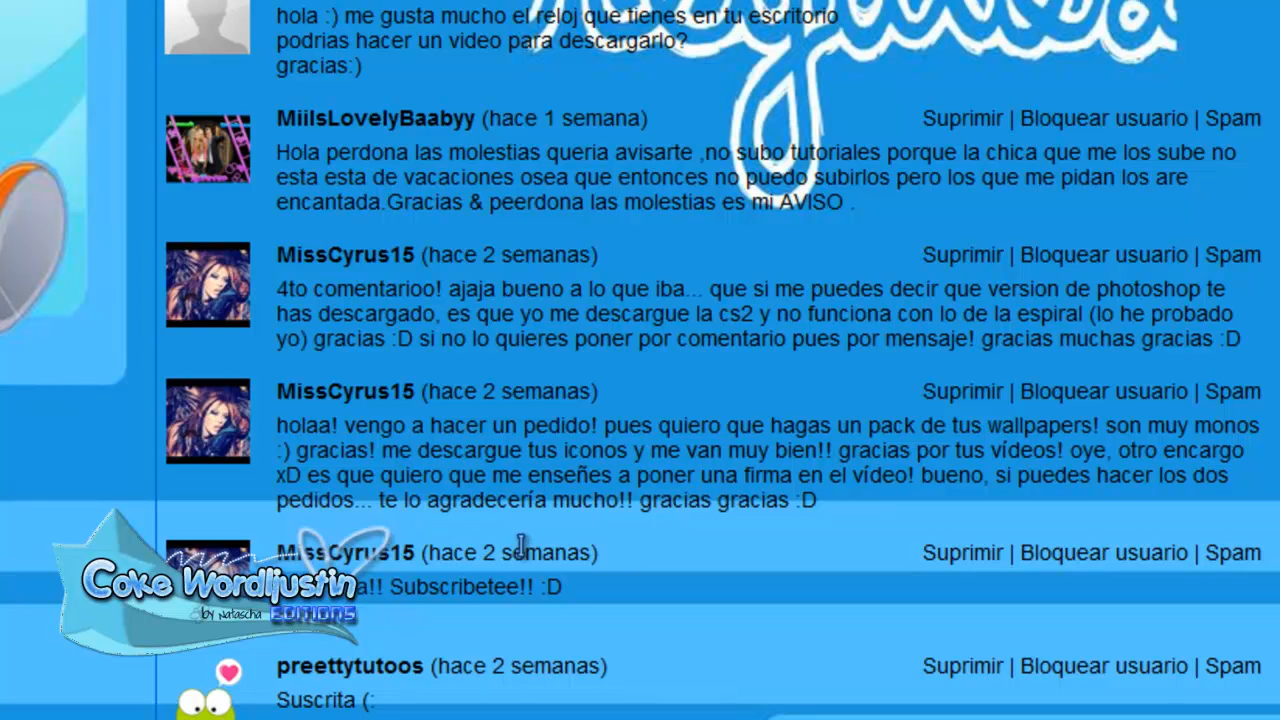 hola :) me gusta mucho el reloj que tienes en tu escritorio
podrias hacer un video para descargarlo?
gracias:)
MiilsLovelyBaabyy (hace 1 semana) Suprimir | Bloquear usuario | Spam
Hola perdona las molestias queria avisarte ,no subo tutoriales porque la chica que me los sube no
esta esta de vacaciones osea que entonces no puedo subirlos pero los que me pidan los are
encantada.Gracias & peerdona las molestias es mi AVISO .
MissCyrus15 (hace 2 semanas) Suprimir | Bloquear usuario | Spam
4to comentarioo! ajaja bueno a lo que iba... que si me puedes decir que version de photoshop te
has descargado, es que yo me descargue la cs2 y no funciona con lo de la espiral (lo he probado
yo) gracias :D si no lo quieres poner por comentario pues por mensaje! gracias muchas gracias :D
MissCyrus15 (hace 2 semanas) Suprimir | Bloquear usuario | Spam
holaa! vengo a hacer un pedido! pues quiero que hagas un pack de tus wallpapers! son muy monos
:) gracias! me descargue tus iconos y me van muy bien!! gracias por tus vídeos! oye, otro encargo
xD es que quiero que me enseñes a poner una firma en el vídeo! bueno, si puedes hacer los dos
pedidos... te lo agradecería mucho!! gracias gracias :D
MissCyrus15 (hace 2 semanas) Suprimir | Bloquear usuario | Spam
a!! Subscribetee!! :D
Coke Wordljustin
by Natascha EDITIONS
preettytutoos (hace 2 semanas) Suprimir | Bloquear usuario | Spam
Suscrita (: